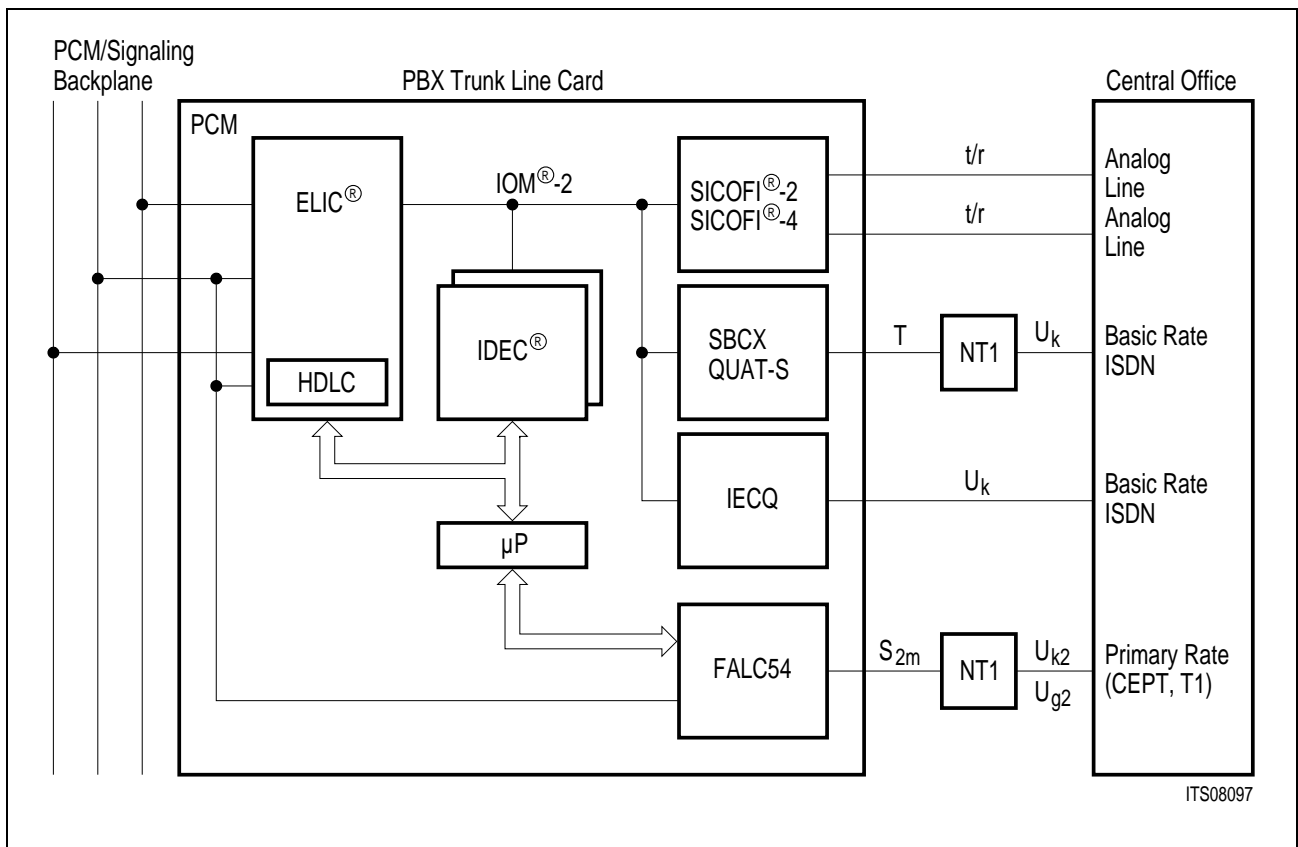 PCM/Signaling
Backplane
PBX Trunk Line Card
Central Office
PCM
ELIC®
HDLC
IOM®-2
IDEC®
µP
SICOFI®-2
SICOFI®-4
t/r
t/r
Analog
Line
Analog
Line
SBCX
QUAT-S
T
NT1
Uk
Basic Rate
ISDN
IECQ
Uk
Basic Rate
ISDN
FALC54
S2m
NT1
Uk2
Ug2
Primary Rate
(CEPT, T1)
ITS08097